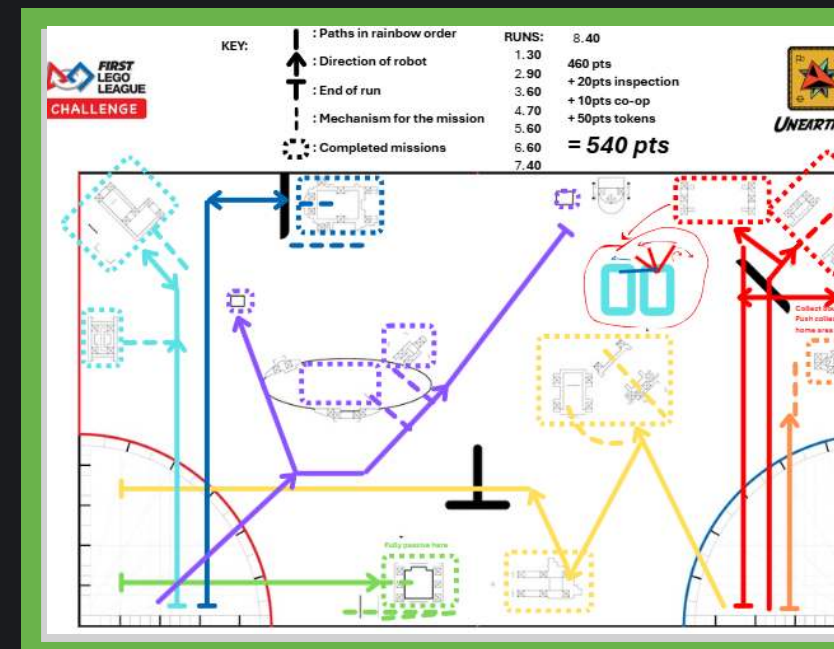 FIRST
LEGO
LEAGUE
CHALLENGE
KEY:
: Paths in rainbow order
: Direction of robot
: End of run
: Mechanism for the mission
: Completed missions
RUNS:
1.30
2.90
3.60
4.70
5.60
6.60
7.40
8.40
460 pts
+ 20pts inspection
+ 10pts co-op
+ 50pts tokens
= 540 pts
Collect
Push
home area
Fully passive here